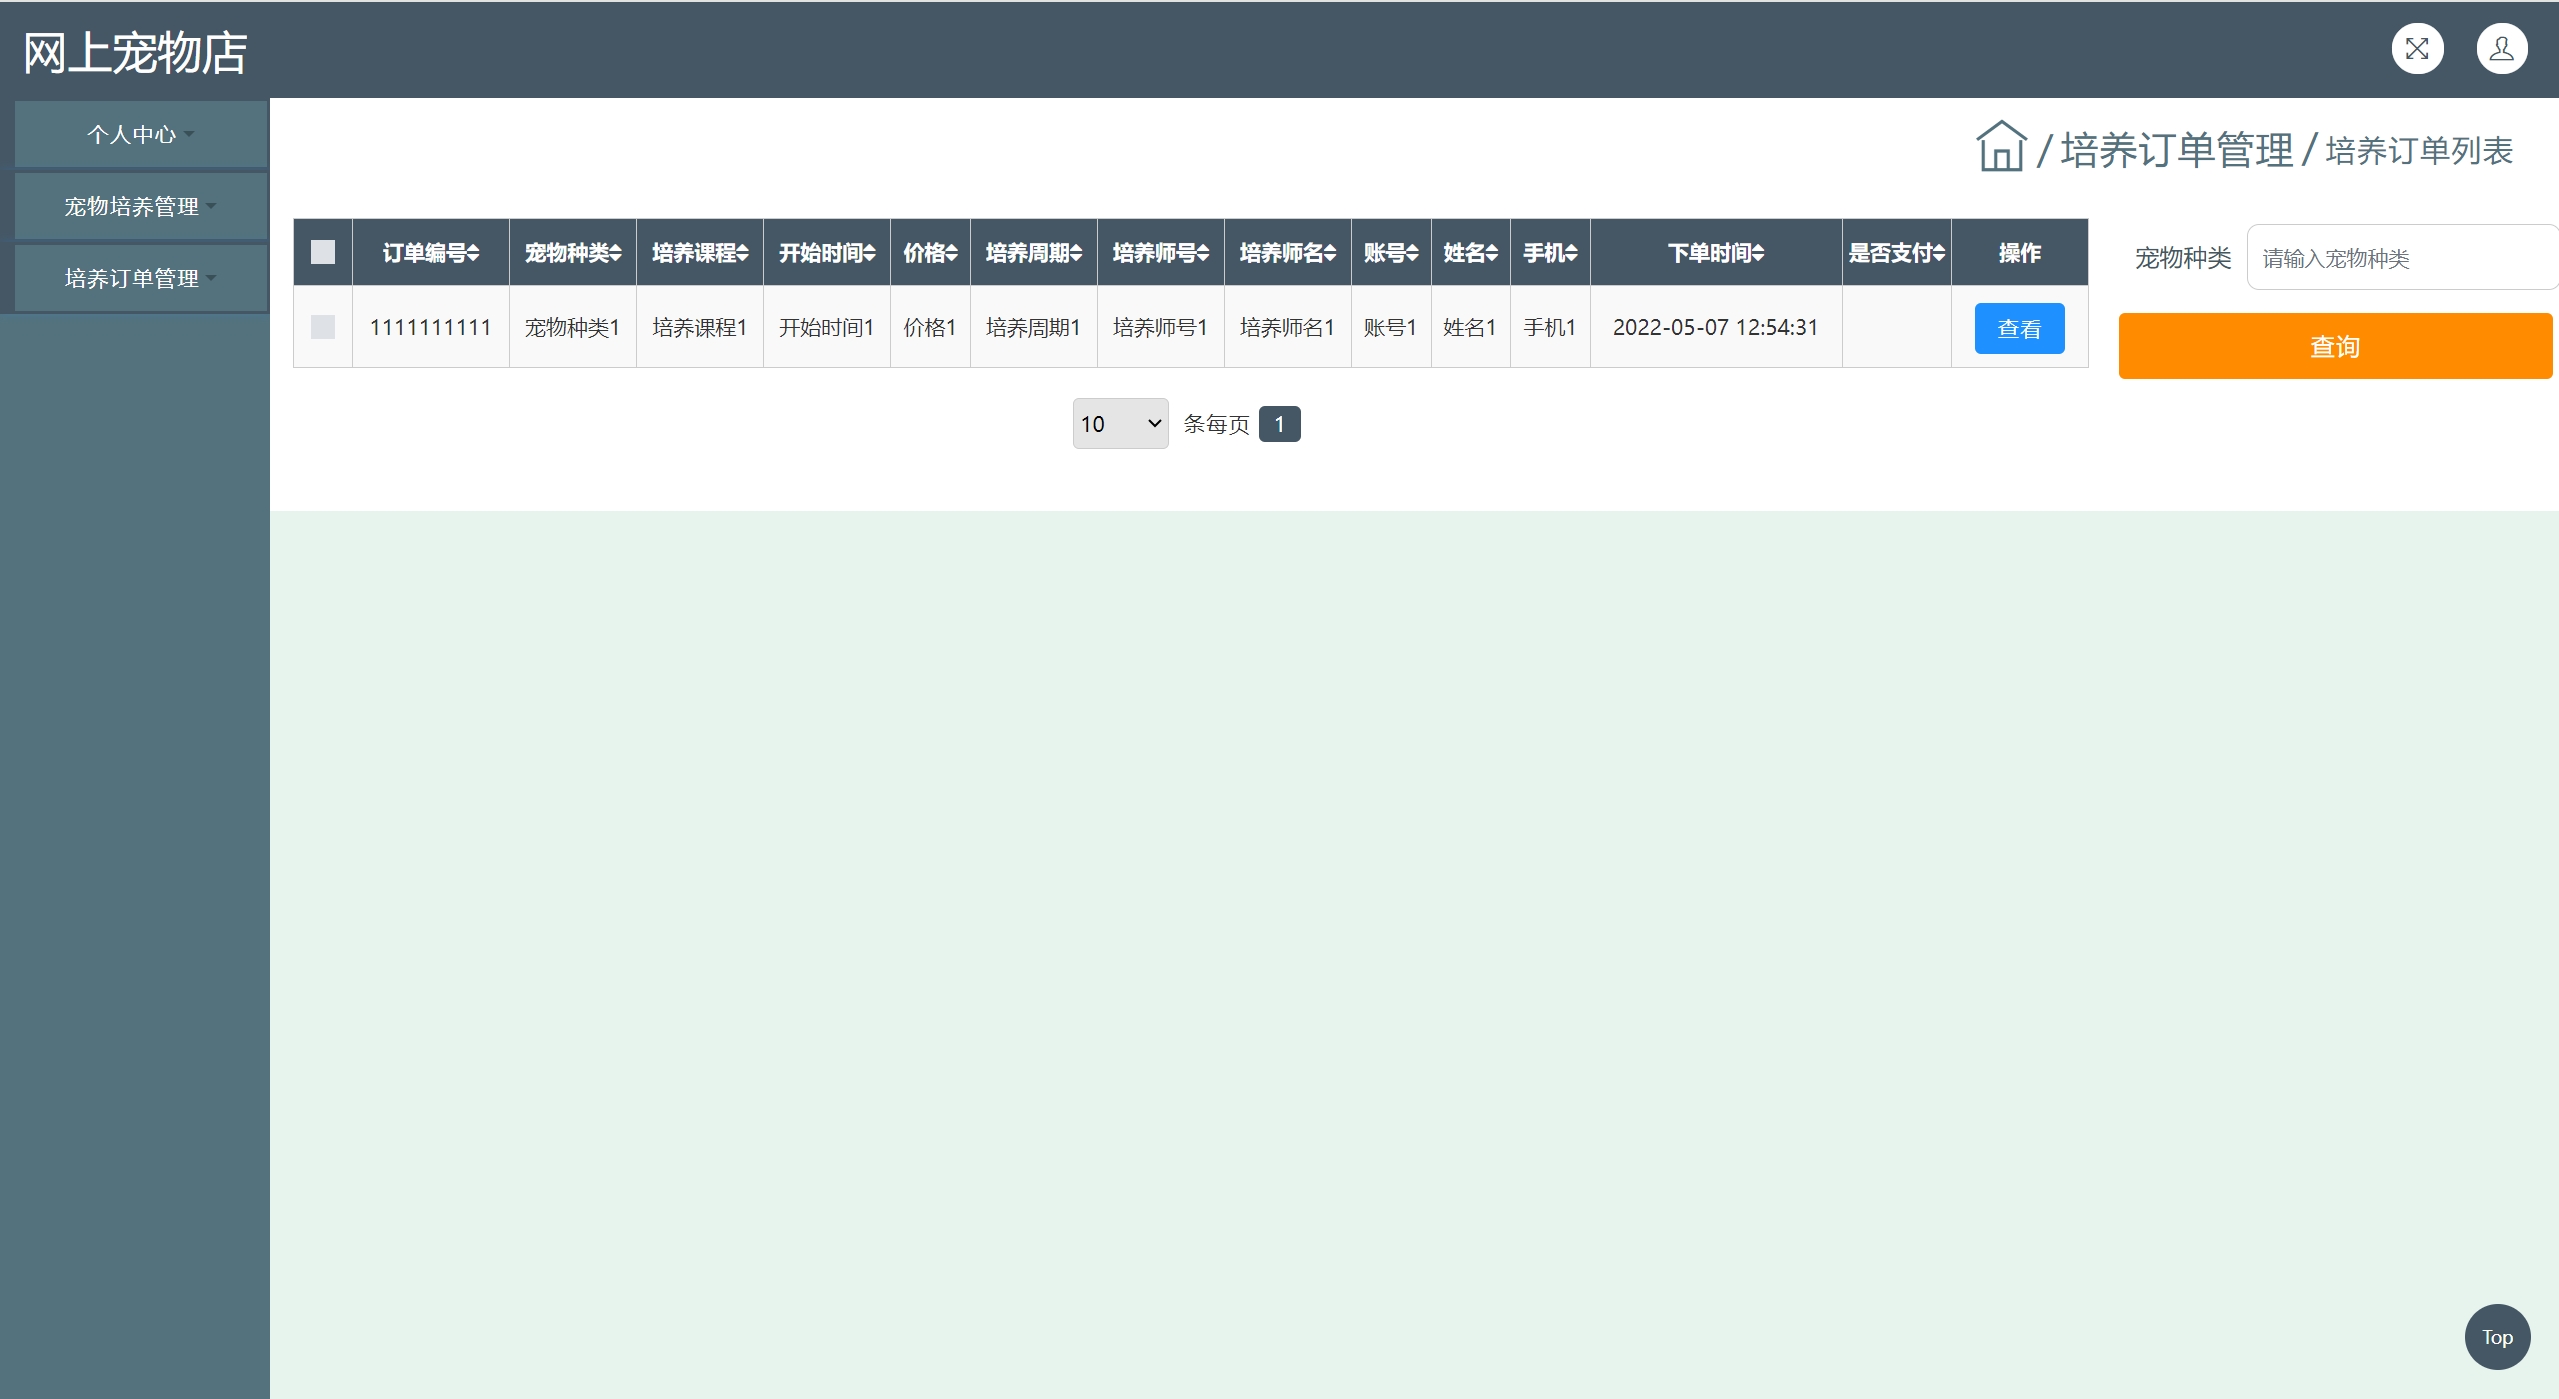 网上宠物店
个人中心
宠物培养管理
培养订单管理
/ 培养订单管理 / 培养订单列表
订单编号 宠物种类 培养课程 开始时间 价格 培养周期 培养师号 培养师名 账号 姓名 手机 下单时间 是否支付 操作
1111111111 宠物种类1 培养课程1 开始时间1 价格1 培养周期1 培养师号1 培养师名1 账号1 姓名1 手机1 2022-05-07 12:54:31 查看
宠物种类 请输入宠物种类
查询
10 条每页 1
Top